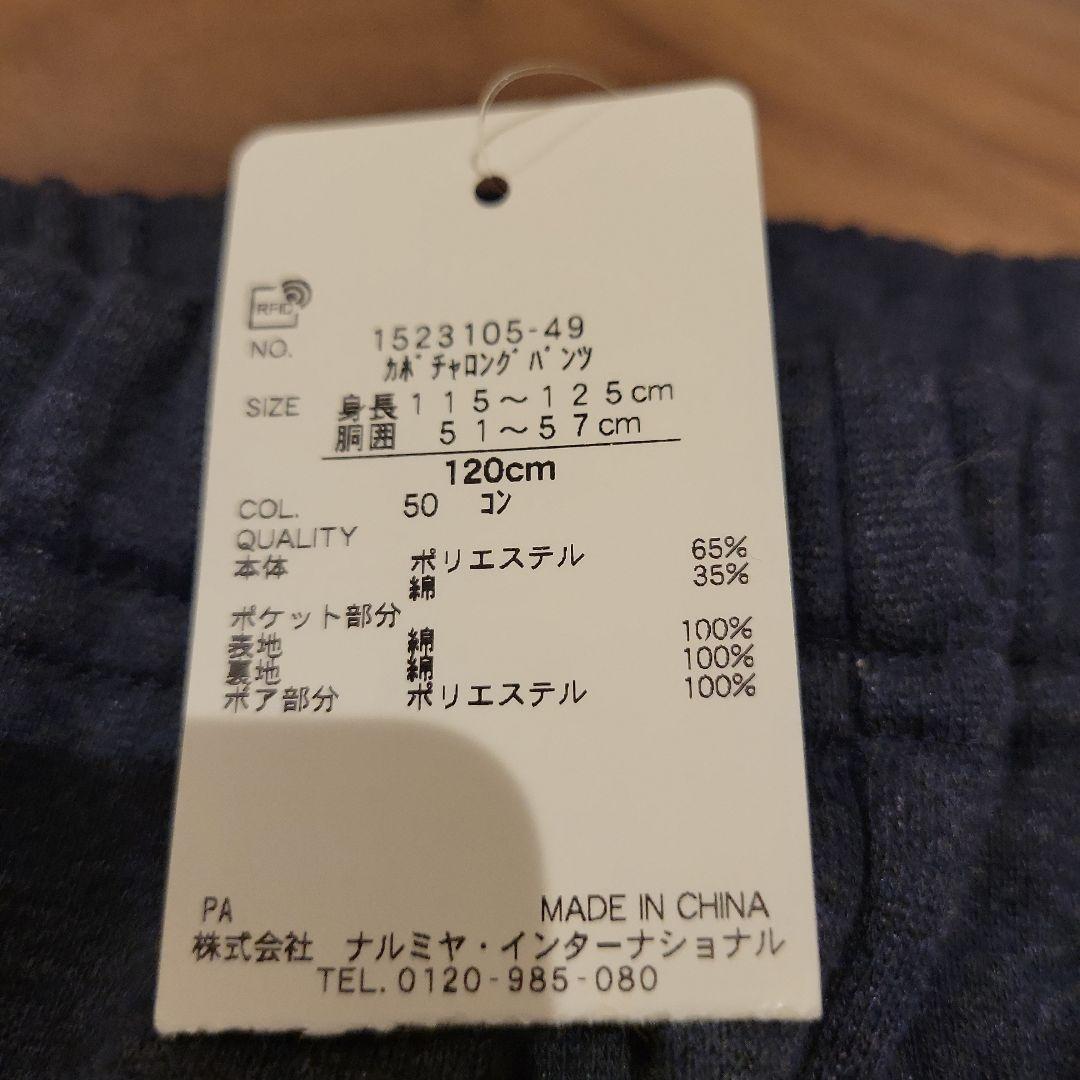 RFID
NO. 1523105-49
ｶﾎﾞﾁｬﾛﾝｸﾞﾊﾟﾝﾂ
SIZE 身長115～125cm
胴囲 51～57cm
120cm
COL. 50 ｺﾝ
QUALITY
本体 ポリエステル 65%
綿 35%
ポケット部分
表地 綿 100%
裏地 綿 100%
ボア部分 ポリエステル 100%
PA MADE IN CHINA
株式会社 ナルミヤ・インターナショナル
TEL.0120-985-080